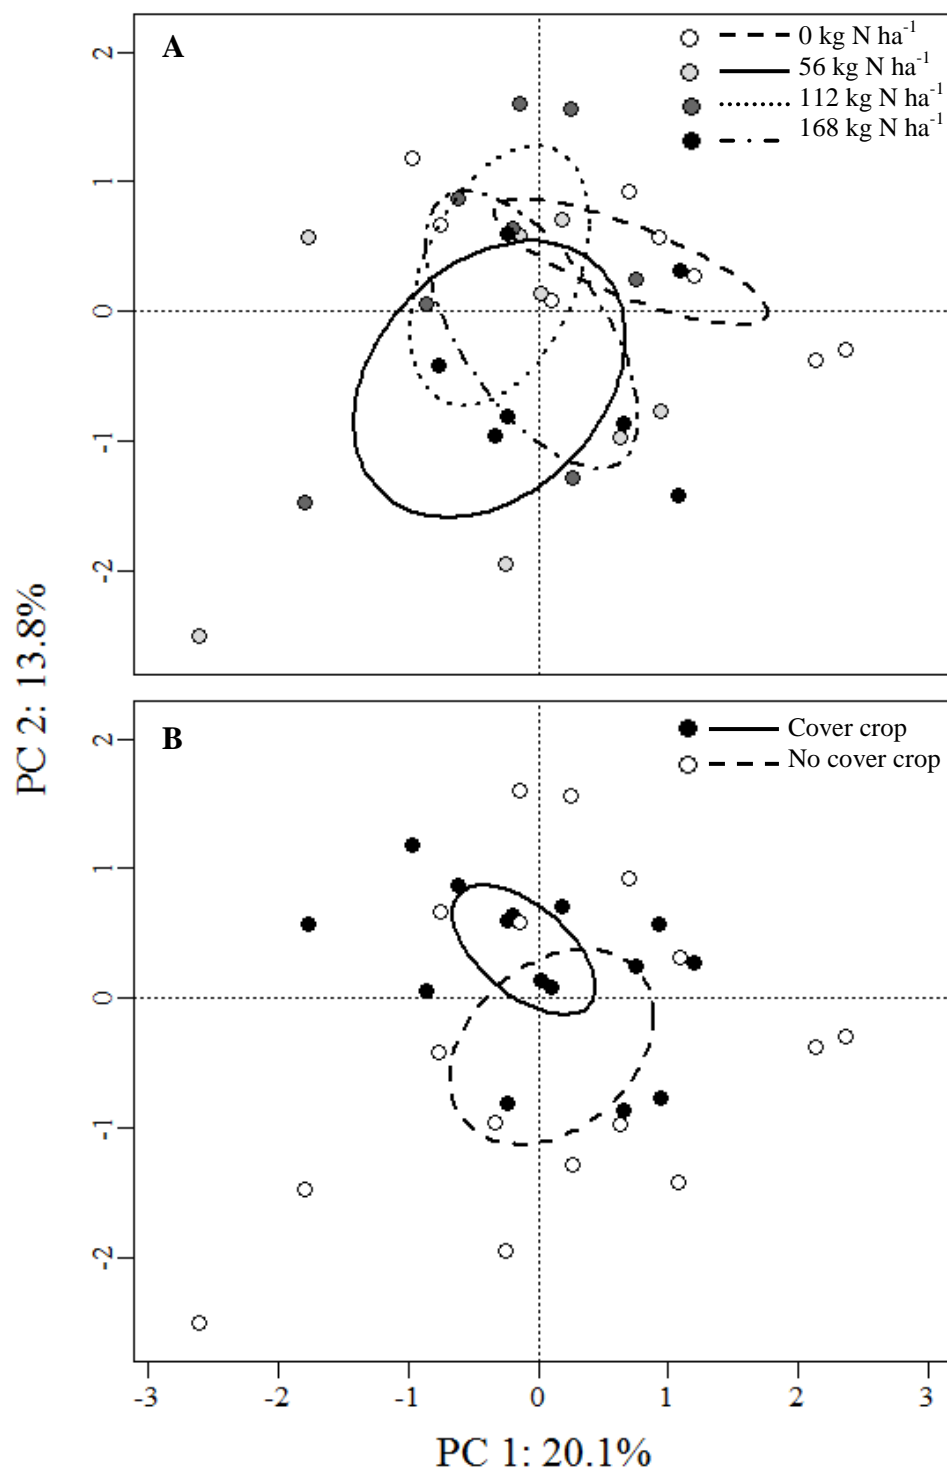 A
0 kg N ha-1
56 kg N ha-1
112 kg N ha-1
168 kg N ha-1
2
1
0
-1
-2
PC 2: 13.8%
B
Cover crop
No cover crop
2
1
0
-1
-2
-3 -2 -1 0 1 2 3
PC 1: 20.1%